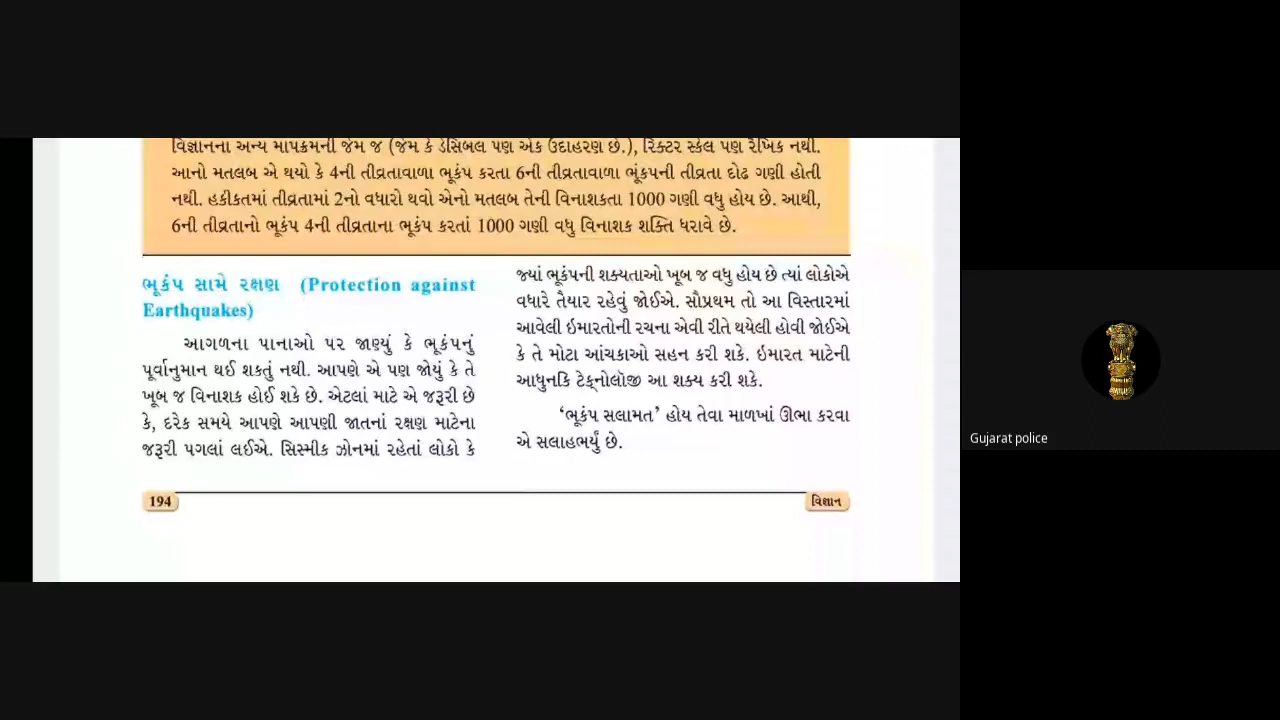 વિજ્ઞાનના અન્ય માપક્રમની જેમ જ (જેમ કે ડેસિબલ પણ એક ઉદાહરણ છે.), રિક્ટર સ્કેલ પણ રેખિક નથી.
આનો મતલબ એ થયો કે 4ની તીવ્રતાવાળા ભૂકંપ કરતા 6ની તીવ્રતાવાળા ભૂંકપની તીવ્રતા દોઢ ગણી હોતી
નથી. હકીકતમાં તીવ્રતામાં 2નો વધારો થવો એનો મતલબ તેની વિનાશકતા 1000 ગણી વધુ હોય છે. આથી,
6ની તીવ્રતાનો ભૂકંપ 4ની તીવ્રતાના ભૂકંપ કરતાં 1000 ગણી વધુ વિનાશક શક્તિ ધરાવે છે.
ભૂકંપ સામે રક્ષણ (Protection against
Earthquakes)
આગળના પાનાઓ પર જાણ્યું કે ભૂકંપનું
પૂર્વાનુમાન થઈ શકતું નથી. આપણે એ પણ જોયું કે તે
ખૂબ જ વિનાશક હોઈ શકે છે. એટલાં માટે એ જરૂરી છે
કે, દરેક સમયે આપણે આપણી જાતનાં રક્ષણ માટેના
જરૂરી પગલાં લઈએ. સિસ્મીક ઝોનમાં રહેતાં લોકો કે
જ્યાં ભૂકંપની શક્યતાઓ ખૂબ જ વધુ હોય છે ત્યાં લોકોએ
વધારે તૈયાર રહેવું જોઈએ. સૌપ્રથમ તો આ વિસ્તારમાં
આવેલી ઇમારતોની રચના એવી રીતે થયેલી હોવી જોઈએ
કે તે મોટા આંચકાઓ સહન કરી શકે. ઇમારત માટેની
આધુનકિ ટેક્નોલૉજી આ શક્ય કરી શકે.
‘ભૂકંપ સલામત’ હોય તેવા માળખાં ઊભા કરવા
એ સલાહભર્યું છે.
194
વિજ્ઞાન
Gujarat police